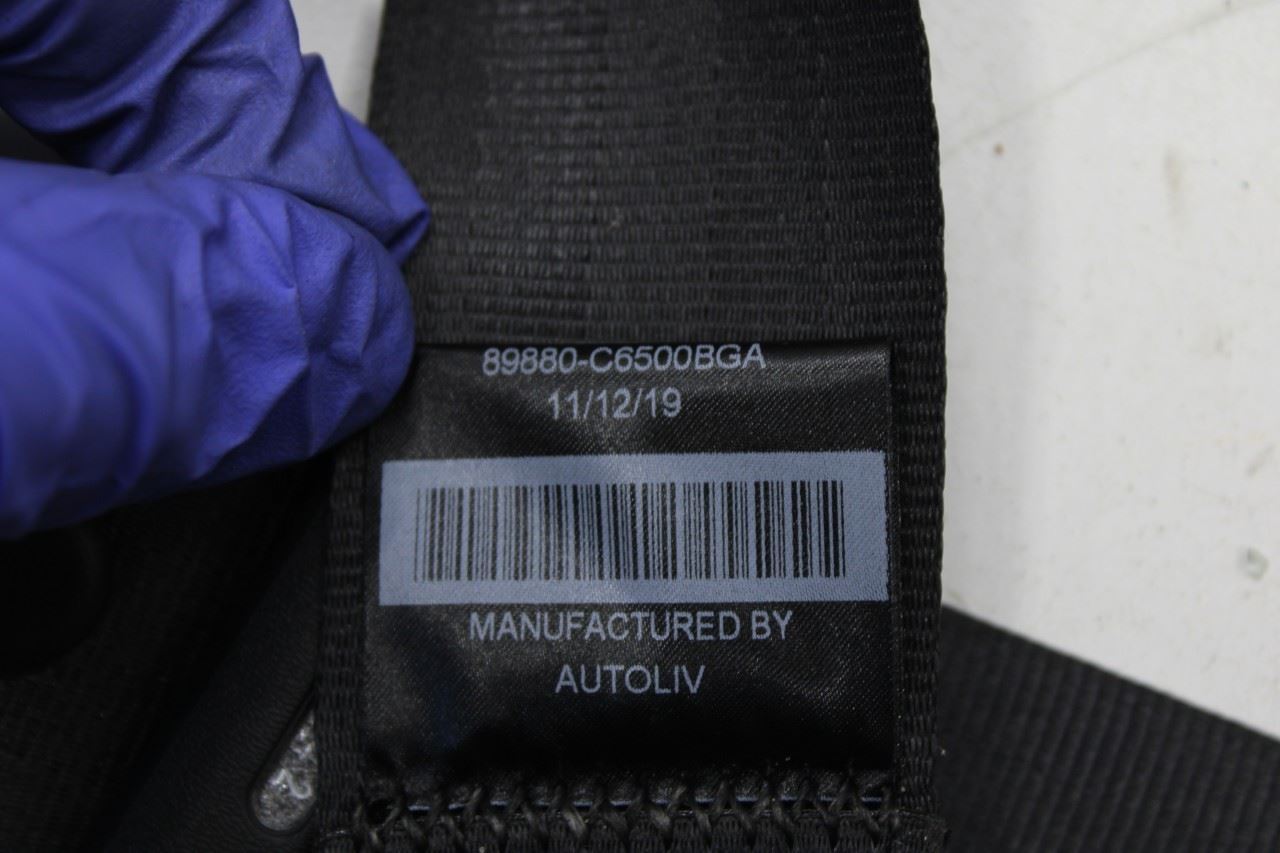 89880-C6500BGA
11/12/19
MANUFACTURED BY
AUTOLIV